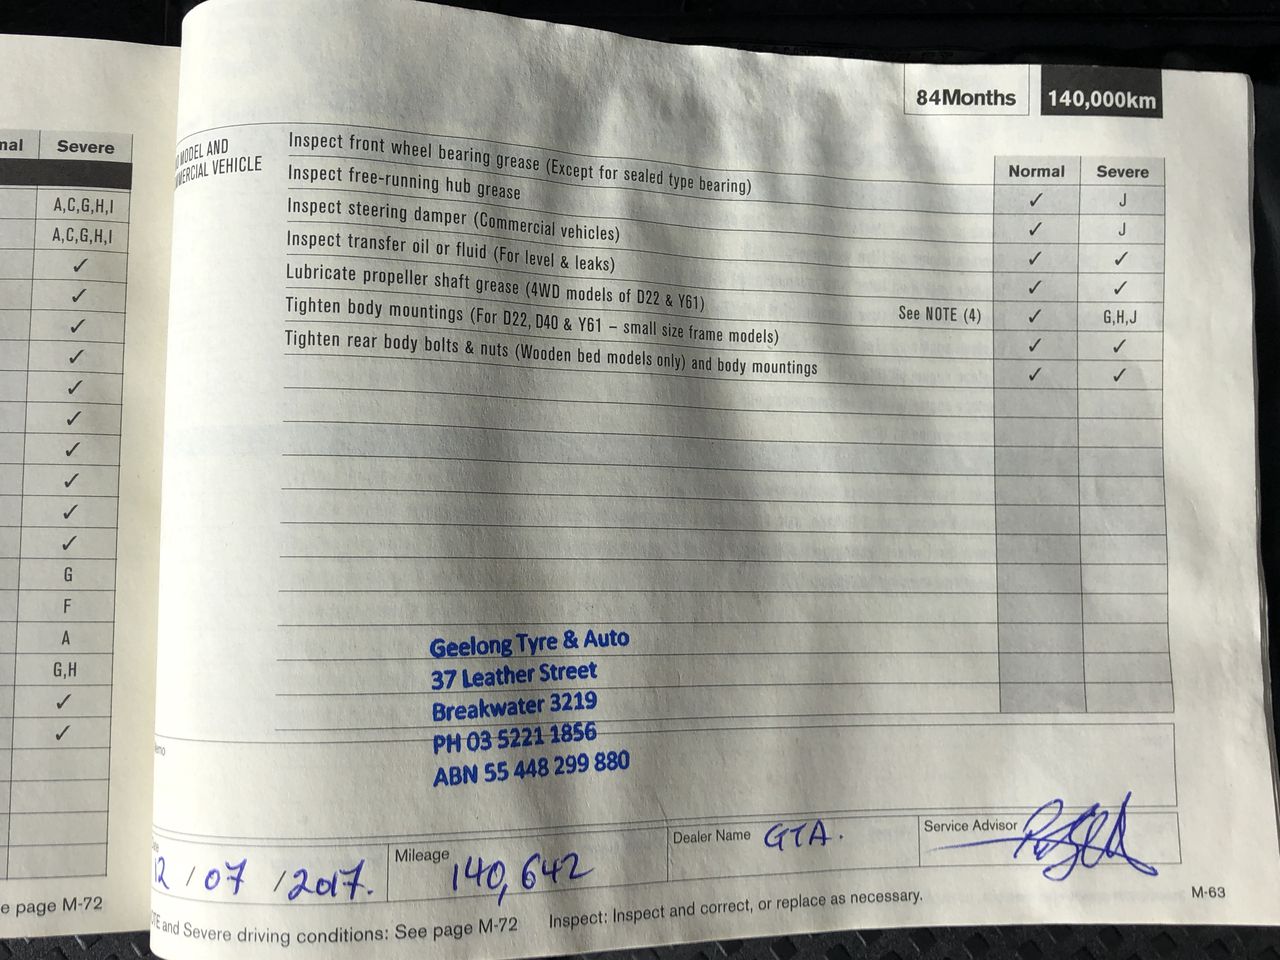 Severe
A,C,G,H,I
A,C,G,H,I
✓
✓
✓
✓
✓
✓
✓
✓
✓
✓
G
F
A
G,H
✓
✓
e page M-72
84Months 140,000km
MODEL AND
VEHICLE
Normal Severe
Inspect front wheel bearing grease (Except for sealed type bearing) ✓ J
Inspect free-running hub grease ✓ J
Inspect steering damper (Commercial vehicles) ✓ ✓
Inspect transfer oil or fluid (For level & leaks) ✓ ✓
Lubricate propeller shaft grease (4WD models of D22 & Y61) See NOTE (4) ✓ G,H,J
Tighten body mountings (For D22, D40 & Y61 – small size frame models) ✓ ✓
Tighten rear body bolts & nuts (Wooden bed models only) and body mountings ✓ ✓
Geelong Tyre & Auto
37 Leather Street
Breakwater 3219
PH 03 5221 1856
ABN 55 448 299 880
12 / 07 / 2017. Mileage 140,642 Dealer Name GTA. Service Advisor
and Severe driving conditions: See page M-72 Inspect: Inspect and correct, or replace as necessary.
M-63